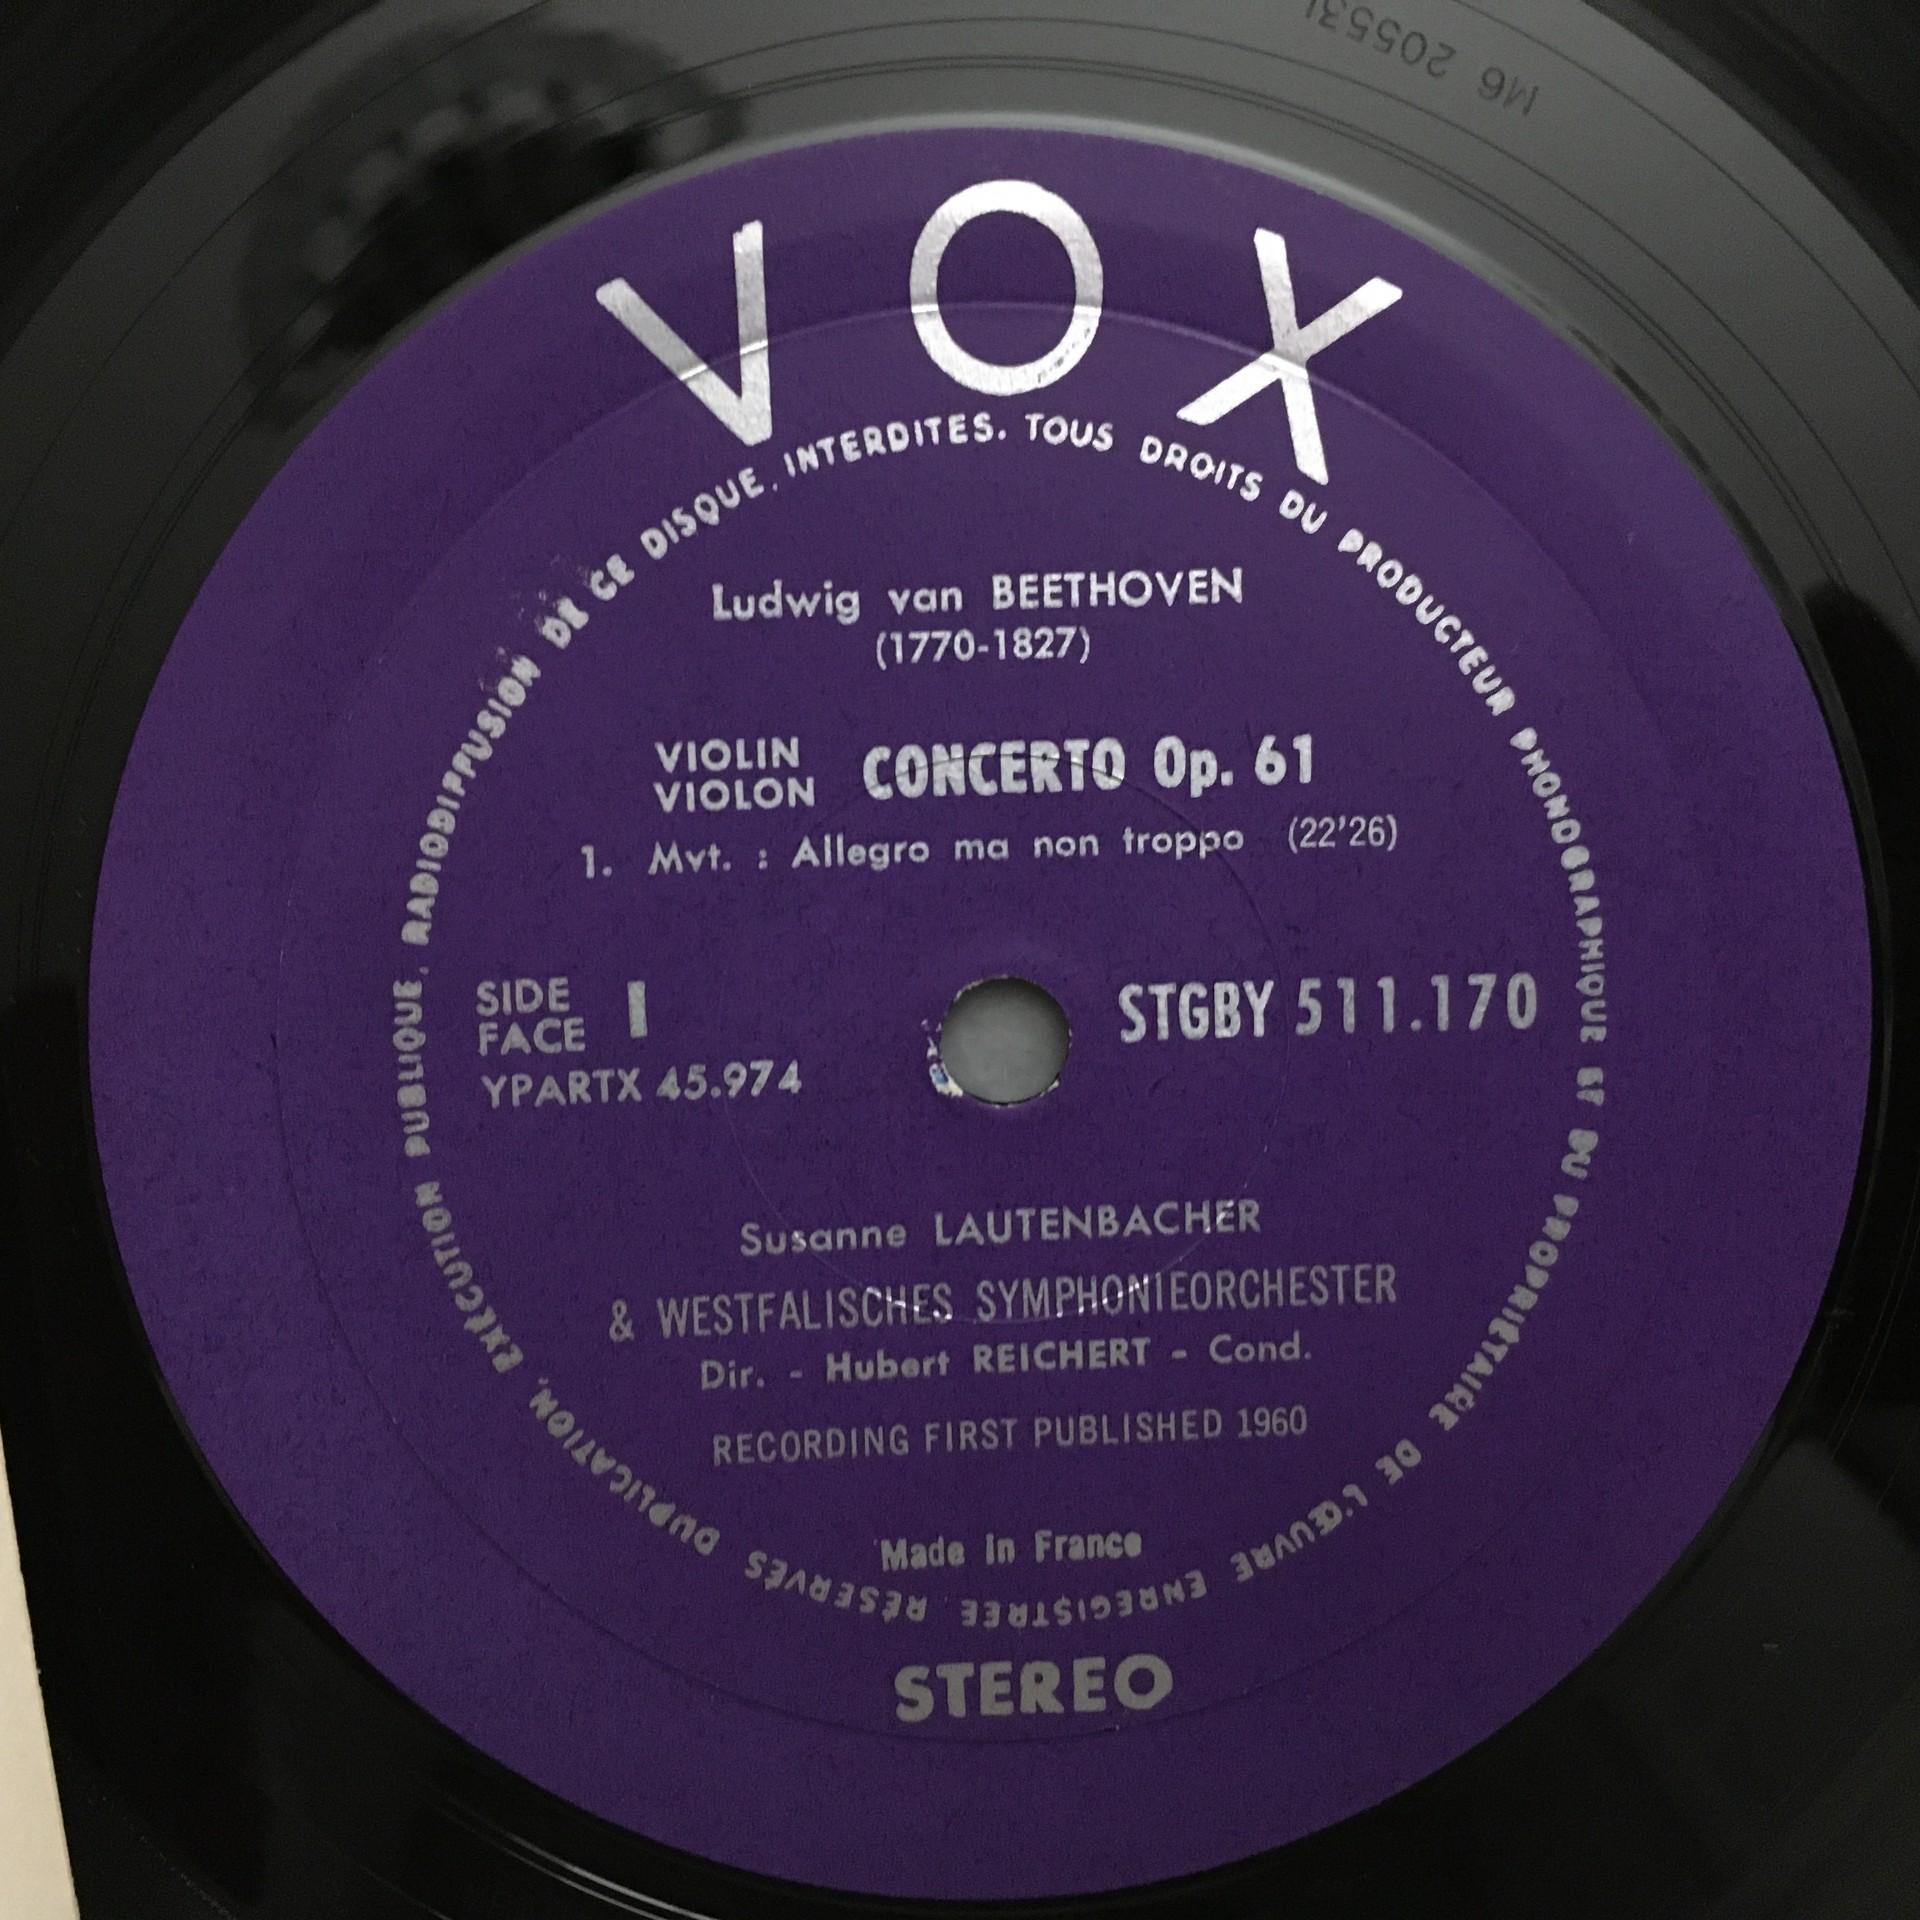 M6 205531
VOX
TOUS DROITS DU PRODUCTEUR PHONOGRAPHIQUE ET DU PROPRIÉTAIRE DE L'ŒUVRE ENREGISTRÉE RÉSERVÉS DUPLICATION, EXÉCUTION PUBLIQUE, RADIODIFFUSION DE CE DISQUE, INTERDITES.
Ludwig van BEETHOVEN
(1770-1827)
VIOLIN
VIOLON
CONCERTO Op. 61
1. Mvt. : Allegro ma non troppo (22'26)
SIDE
FACE
1
STGBY 511.170
YPARTX 45.974
Susanne LAUTENBACHER
& WESTFALISCHES SYMPHONIEORCHESTER
Dir. - Hubert REICHERT - Cond.
RECORDING FIRST PUBLISHED 1960
Made in France
STEREO